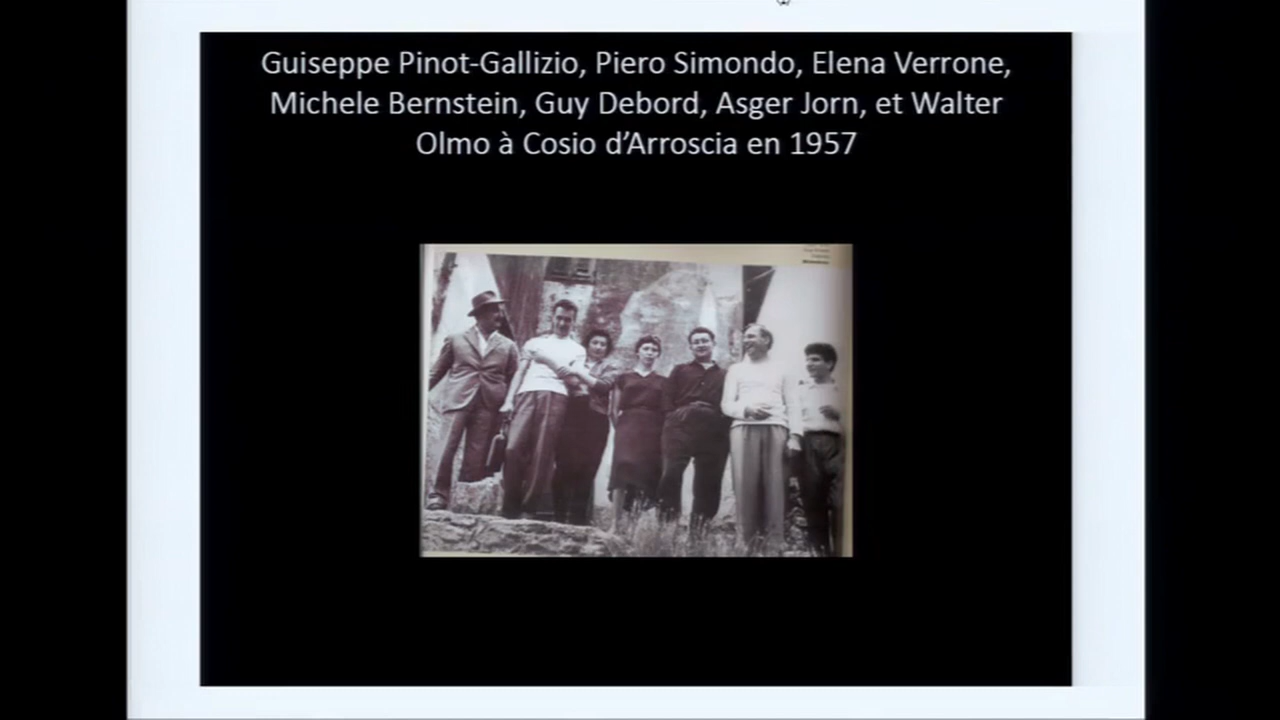 Guiseppe Pinot-Gallizio, Piero Simondo, Elena Verrone,
Michele Bernstein, Guy Debord, Asger Jorn, et Walter
Olmo à Cosio d’Arroscia en 1957